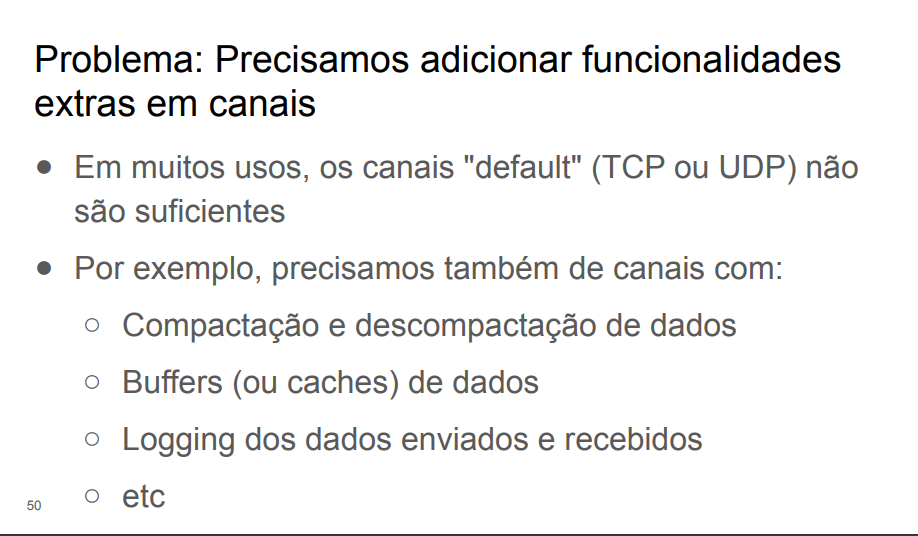 Problema: Precisamos adicionar funcionalidades
extras em canais
● Em muitos usos, os canais "default" (TCP ou UDP) não
são suficientes
● Por exemplo, precisamos também de canais com:
○ Compactação e descompactação de dados
○ Buffers (ou caches) de dados
○ Logging dos dados enviados e recebidos
○ etc
50